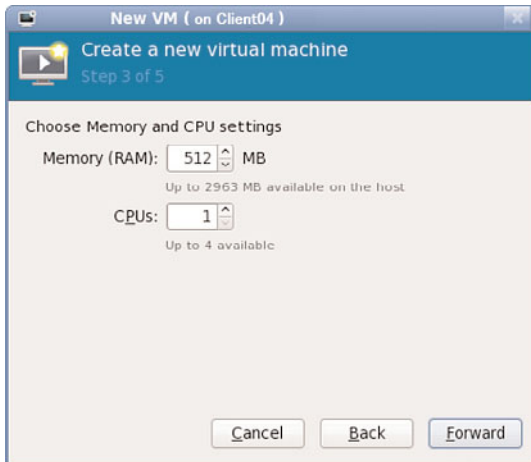 New VM ( on Client04 )
Create a new virtual machine
Step 3 of 5
Choose Memory and CPU settings
Memory (RAM): 512 MB
Up to 2963 MB available on the host
CPUs: 1
Up to 4 available
Cancel Back Forward